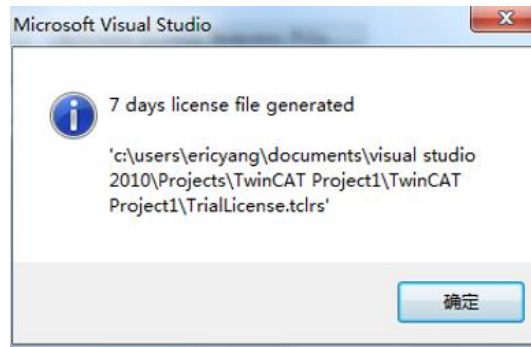 Microsoft Visual Studio
7 days license file generated
'c:\users\ericyang\documents\visual studio
2010\Projects\TwinCAT Project1\TwinCAT
Project1\TrialLicense.tclrs'
确定